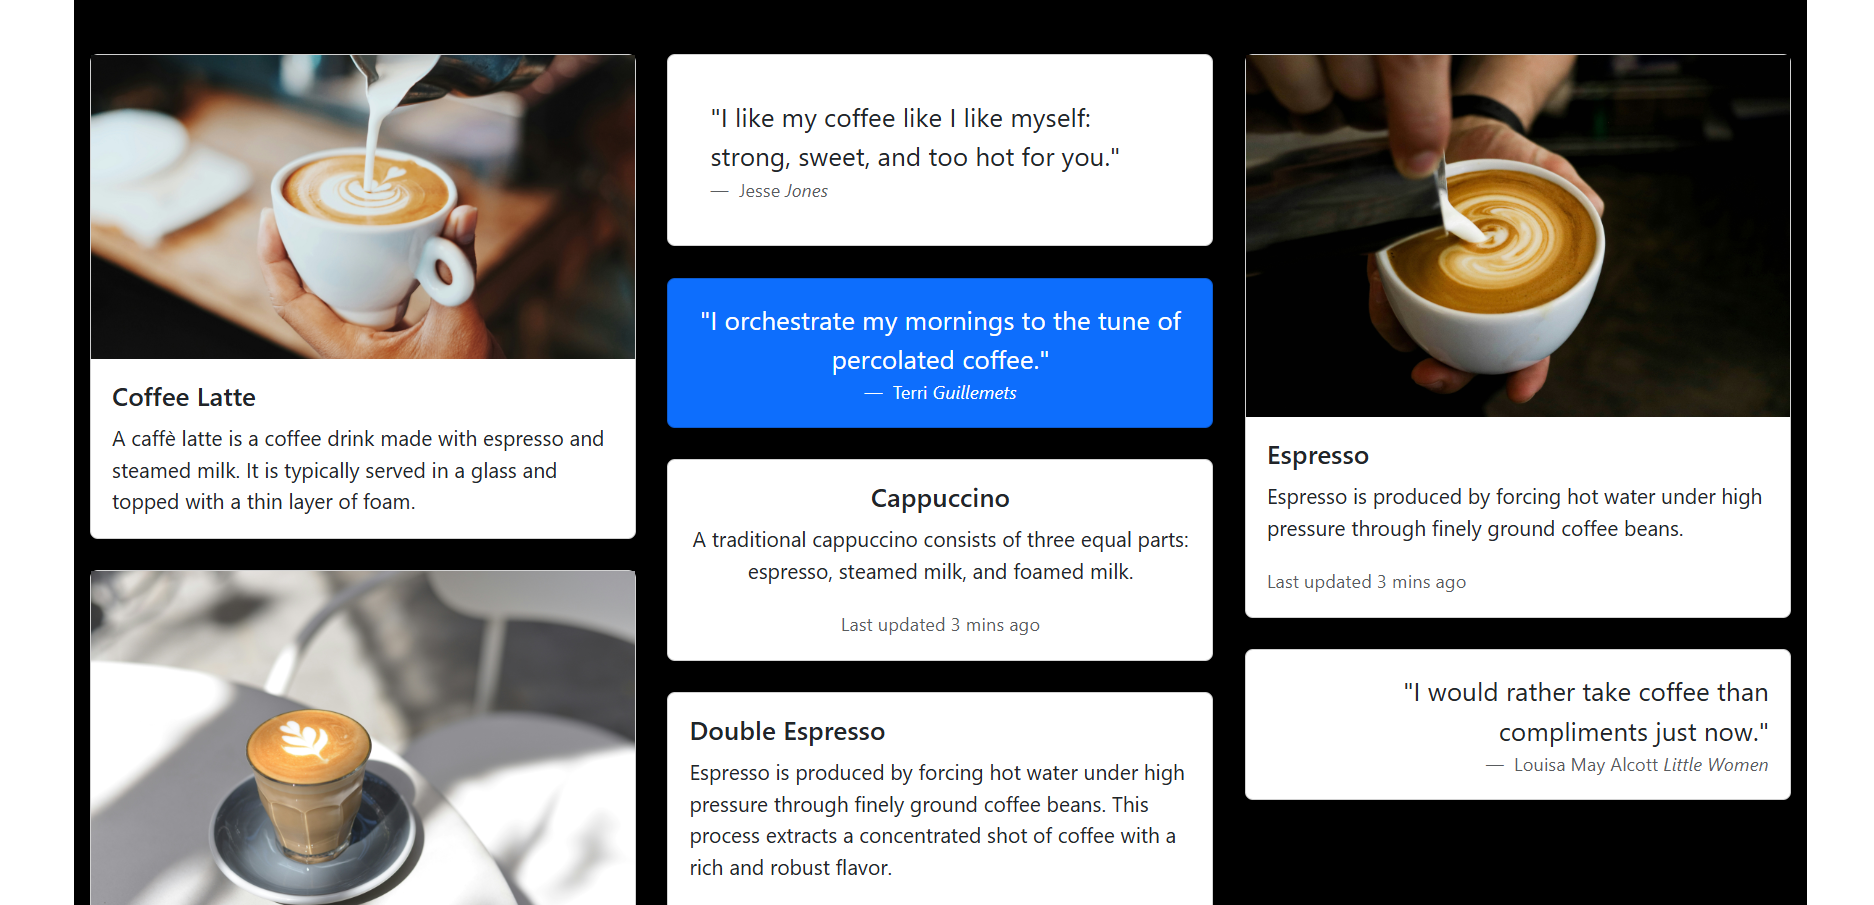 Coffee Latte
A caffè latte is a coffee drink made with espresso and
steamed milk. It is typically served in a glass and
topped with a thin layer of foam.
"I like my coffee like I like myself:
strong, sweet, and too hot for you."
— Jesse Jones
"I orchestrate my mornings to the tune of
percolated coffee."
— Terri Guillemets
Cappuccino
A traditional cappuccino consists of three equal parts:
espresso, steamed milk, and foamed milk.
Last updated 3 mins ago
Double Espresso
Espresso is produced by forcing hot water under high
pressure through finely ground coffee beans. This
process extracts a concentrated shot of coffee with a
rich and robust flavor.
Espresso
Espresso is produced by forcing hot water under high
pressure through finely ground coffee beans.
Last updated 3 mins ago
"I would rather take coffee than
compliments just now."
— Louisa May Alcott Little Women